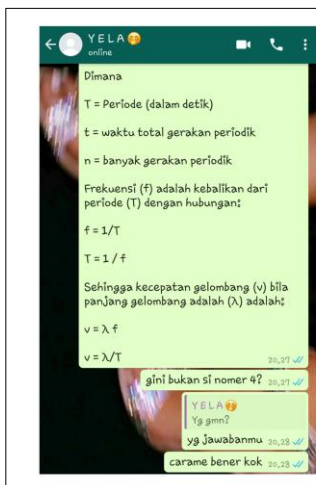 YELA🤭
online
Dimana
T = Periode (dalam detik)
t = waktu total gerakan periodik
n = banyak gerakan periodik
Frekuensi (f) adalah kebalikan dari
periode (T) dengan hubungan:
f = 1/T
T = 1 / f
Sehingga kecepatan gelombang (v) bila
panjang gelombang adalah (λ) adalah:
v = λ f
v = λ/T
20,27
gini bukan si nomer 4? 20,27
YELA🤭
Yg gmn?
yg jawabanmu 20,28
carame bener kok 20,28